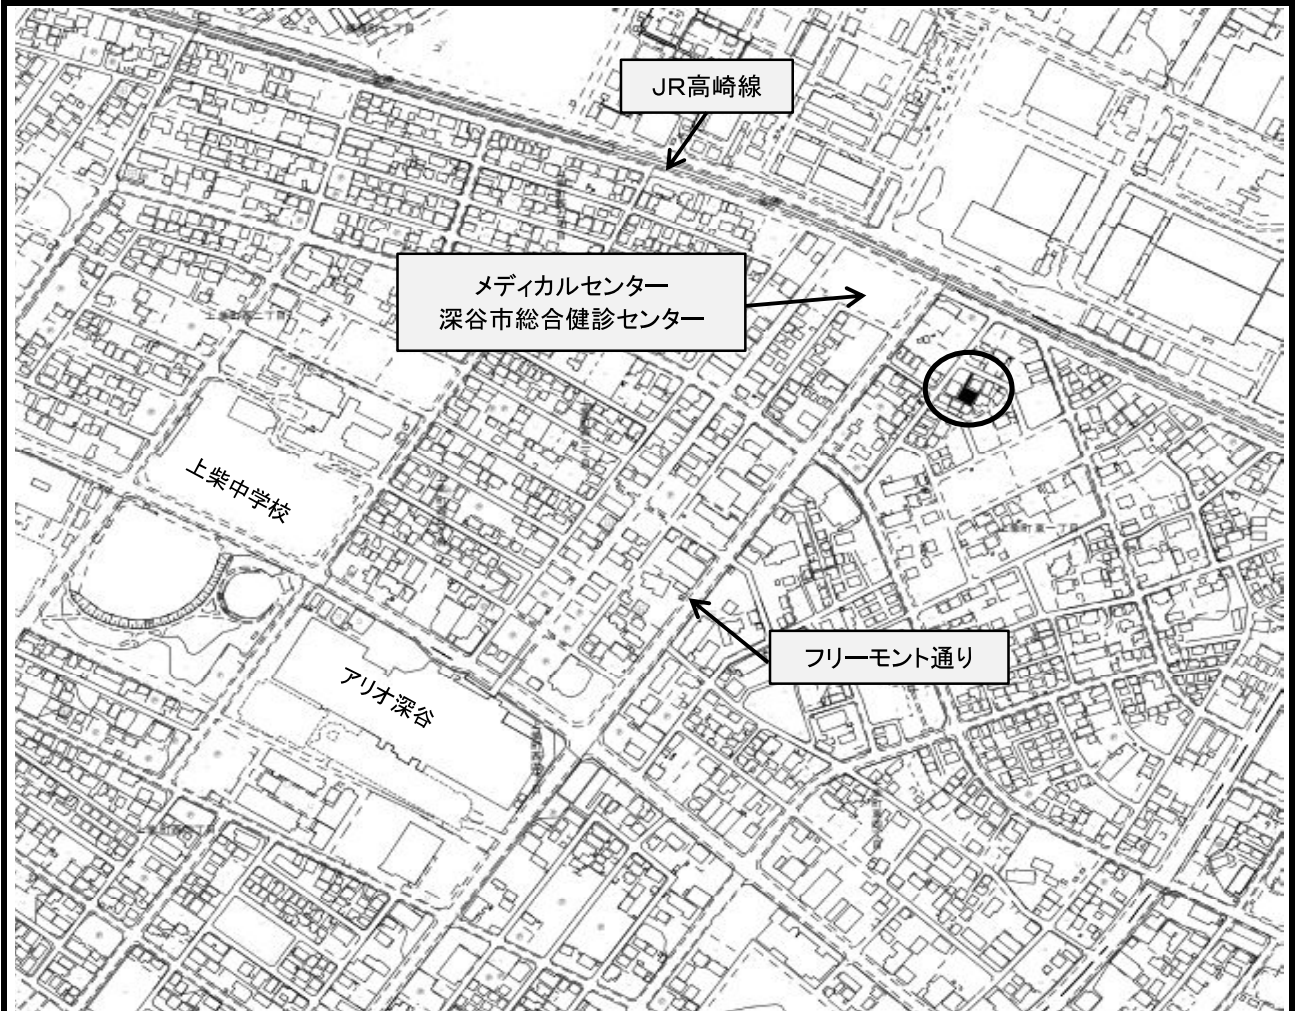 JR高崎線
メディカルセンター
深谷市総合健診センター
上柴中学校
フリーモント通り
アリオ深谷